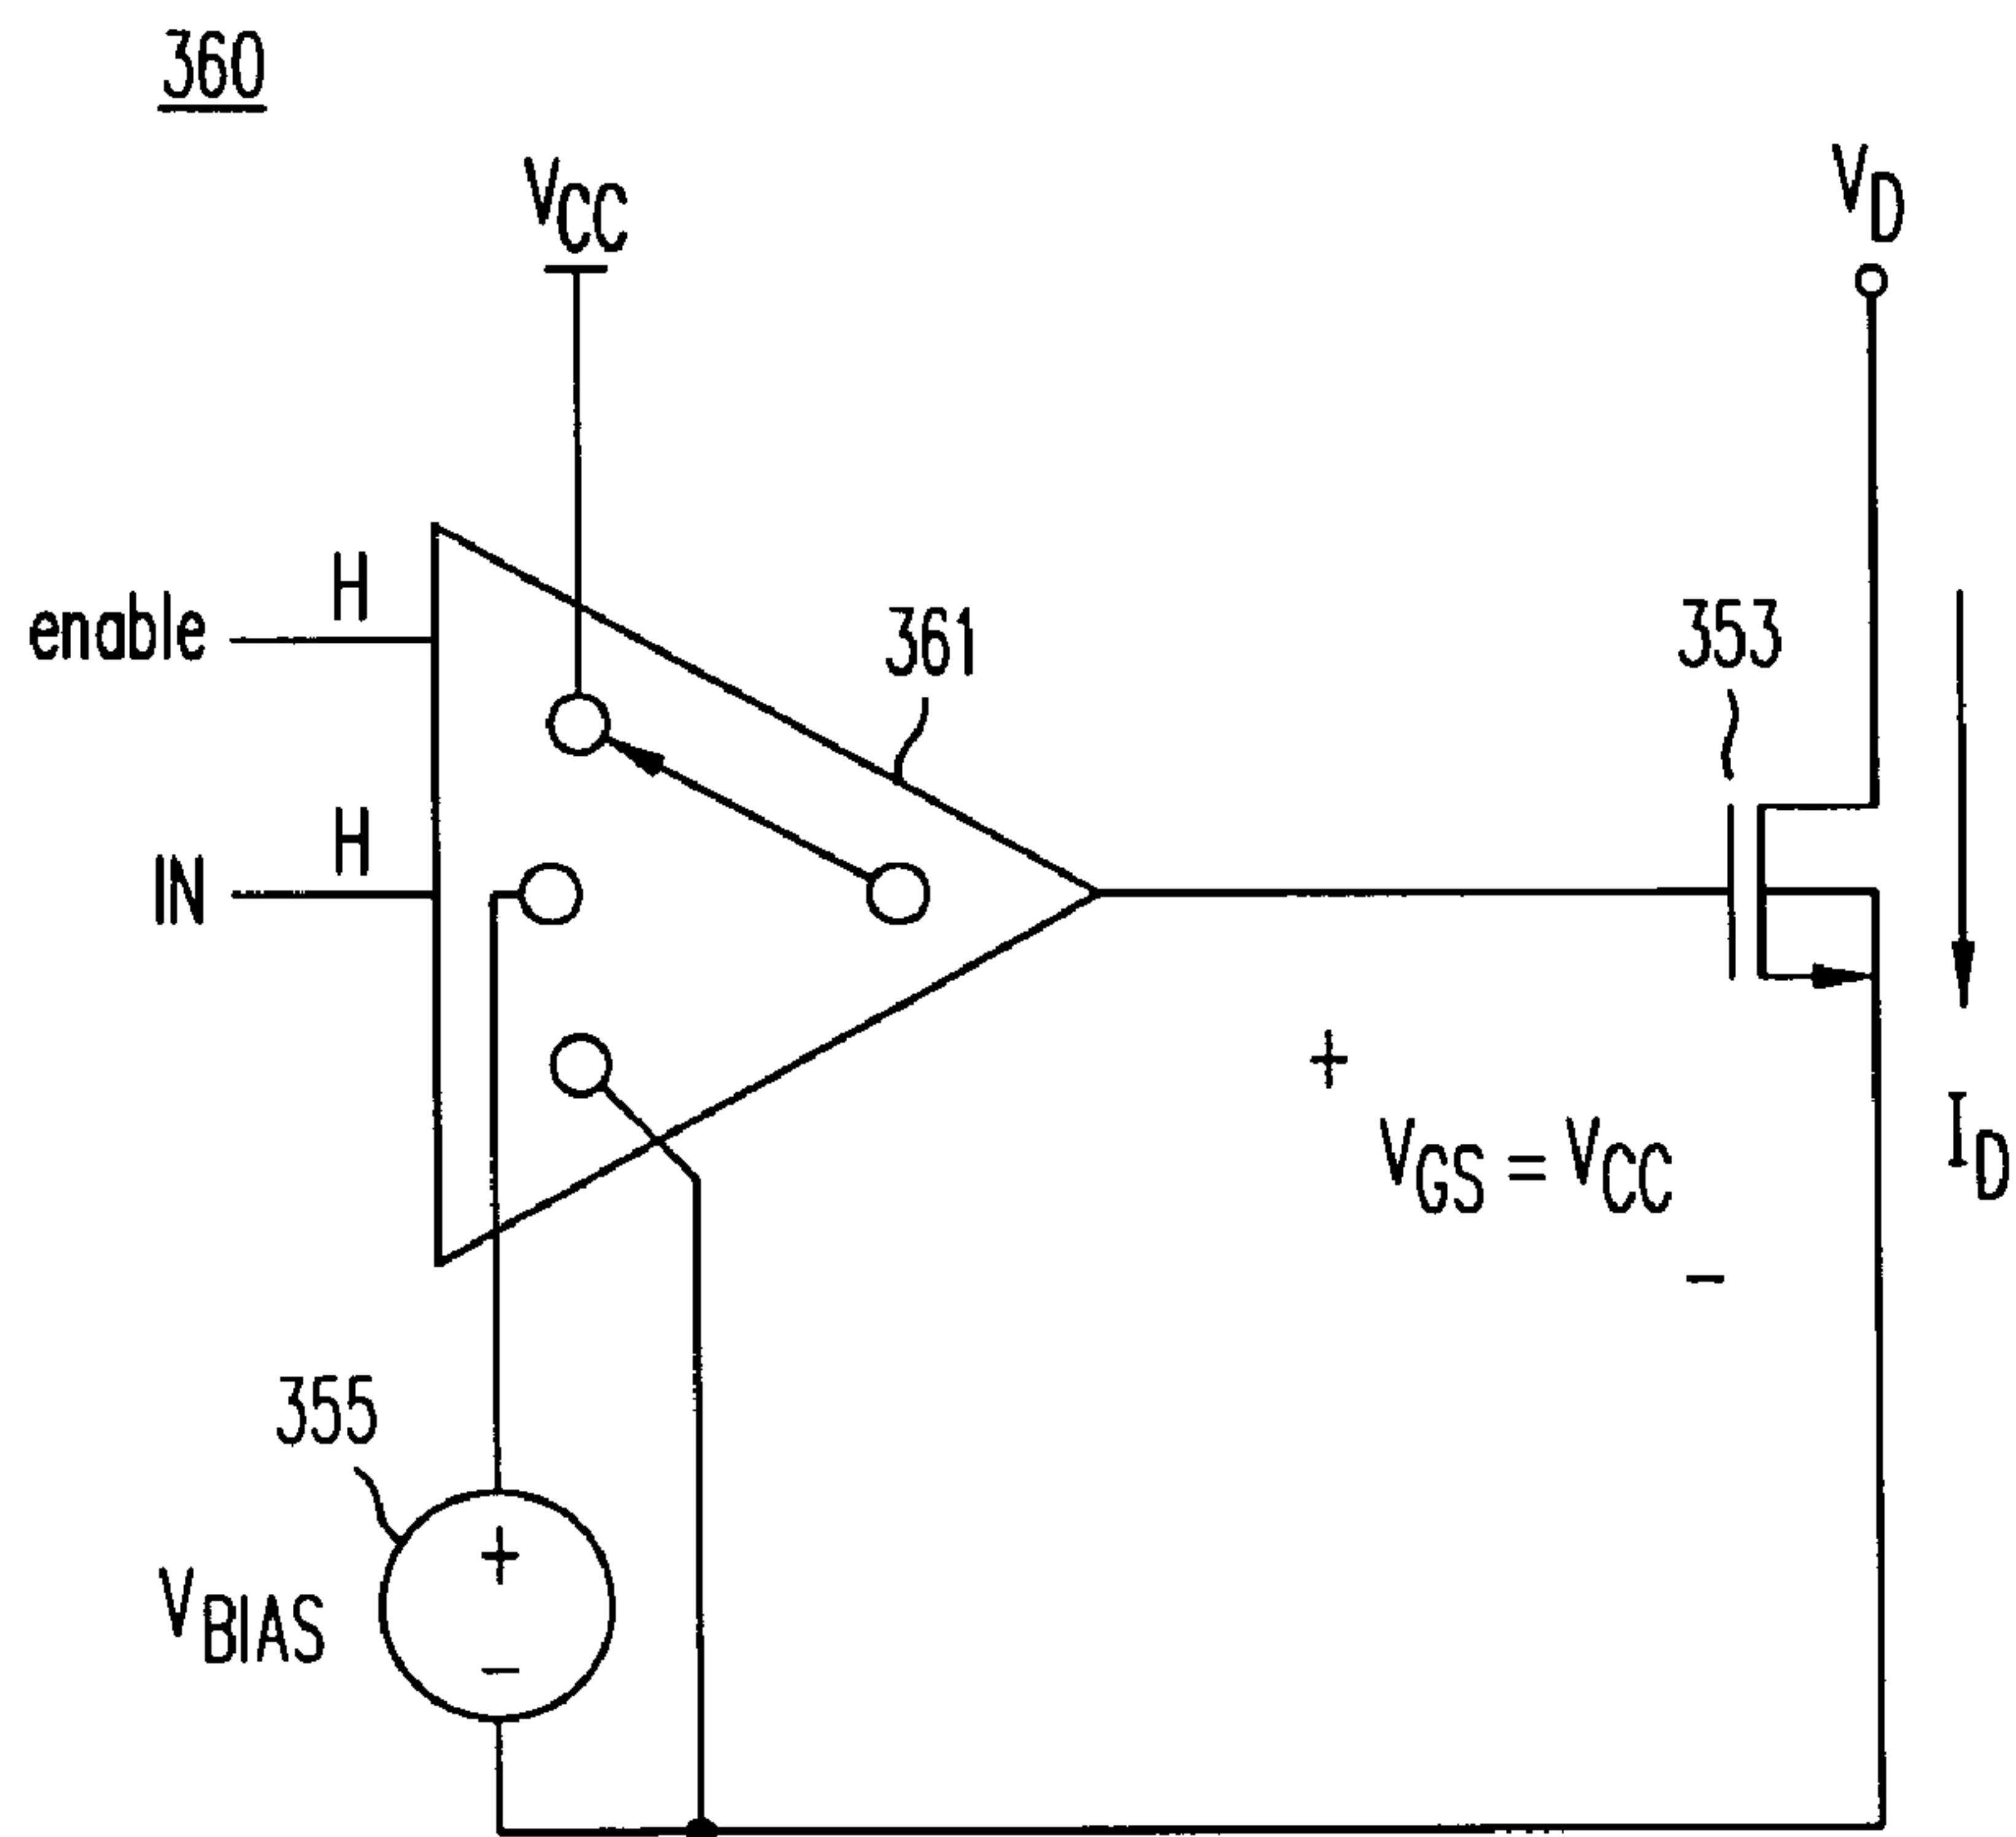 360
VCC
VD
enable
H
361
353
IN
H
+
VGS = VCC
-
ID
355
+
VBIAS
-